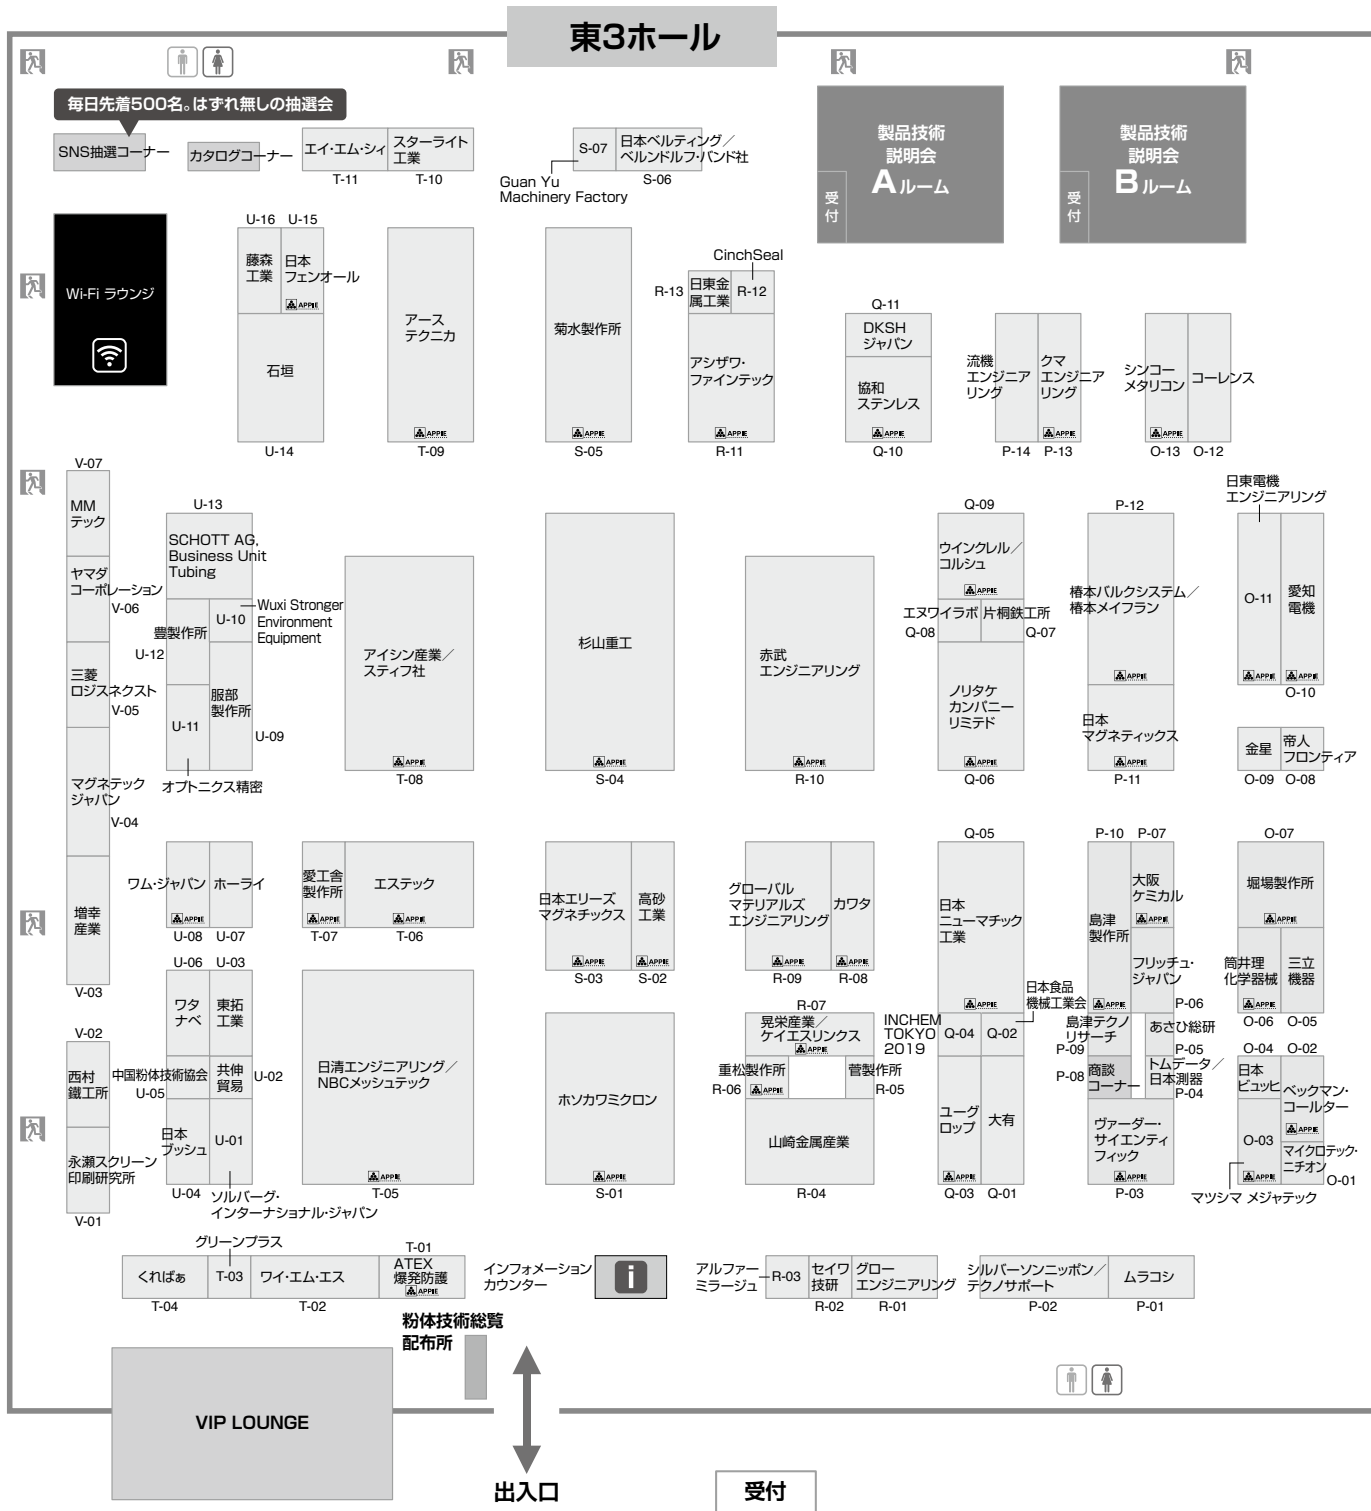 東3ホール
毎日先着500名。はずれ無しの抽選会
SNS抽選コーナー
カタログコーナー
エイ・エム・シィ
T-11
スターライト
工業
T-10
S-07
Guan Yu
Machinery Factory
日本ベルティング／
ベルンドルフ・バンド社
S-06
製品技術
説明会
Aルーム
受付
製品技術
説明会
Bルーム
受付
Wi-Fi ラウンジ
U-16
藤森
工業
U-15
日本
フェンオール
APPIE
石垣
U-14
アース
テクニカ
APPIE
T-09
菊水製作所
APPIE
S-05
CinchSeal
R-13
日東金
属工業
R-12
アシザワ・
ファインテック
APPIE
R-11
Q-11
DKSH
ジャパン
協和
ステンレス
APPIE
Q-10
流機
エンジニア
リング
P-14
クマ
エンジニア
リング
APPIE
P-13
シンコー
メタリコン
APPIE
O-13
コーレンス
O-12
V-07
MM
テック
ヤマダ
コーポレーション
V-06
三菱
ロジスネクスト
V-05
マグネテック
ジャパン
V-04
増幸
産業
V-03
U-13
SCHOTT AG,
Business Unit
Tubing
豊製作所
U-12
U-10
Wuxi Stronger
Environment
Equipment
U-11
オプトニクス精密
服部
製作所
U-09
アイシン産業／
スティフ社
APPIE
T-08
杉山重工
APPIE
S-04
赤武
エンジニアリング
APPIE
R-10
Q-09
ウインクレル／
コルシュ
APPIE
エヌワイラボ
Q-08
片桐鉄工所
Q-07
ノリタケ
カンパニー
リミテド
APPIE
Q-06
P-12
椿本バルクシステム／
椿本メイフラン
APPIE
日本
マグネティックス
APPIE
P-11
日東電機
エンジニアリング
O-11
APPIE
愛知
電機
APPIE
O-10
金星
O-09
帝人
フロンティア
O-08
ワム・ジャパン
APPIE
U-08
ホーライ
U-07
愛工舎
製作所
APPIE
T-07
エステック
APPIE
T-06
日本エリーズ
マグネチックス
APPIE
S-03
高砂
工業
APPIE
S-02
グローバル
マテリアルズ
エンジニアリング
APPIE
R-09
カワタ
APPIE
R-08
Q-05
日本
ニューマチック
工業
APPIE
P-10
島津
製作所
APPIE
P-07
大阪
ケミカル
APPIE
フリッチュ・
ジャパン
P-06
O-07
堀場製作所
APPIE
筒井理
化学器械
APPIE
O-06
三立
機器
O-05
V-02
西村
鐵工所
永瀬スクリーン
印刷研究所
V-01
U-06
ワタ
ナベ
U-03
東拓
工業
中国粉体技術協会
U-05
共伸
貿易
U-02
日本
ブッシュ
U-04
U-01
ソルバーグ・
インターナショナル・ジャパン
日清エンジニアリング／
NBCメッシュテック
APPIE
T-05
ホソカワミクロン
APPIE
S-01
R-07
晃栄産業／
ケイエスリンクス
APPIE
重松製作所
R-06
APPIE
菅製作所
R-05
山崎金属産業
R-04
INCHEM
TOKYO
2019
Q-04
Q-02
日本食品
機械工業会
ユーグ
ロップ
APPIE
Q-03
大有
Q-01
島津テクノ
リサーチ
P-09
P-08
商談
コーナー
あさひ総研
P-05
トムデータ／
日本測器
P-04
ヴァーダー・
サイエンティ
フィック
APPIE
P-03
O-04
日本
ビュッヒ
O-02
ベックマン・
コールター
APPIE
O-03
APPIE
マツシマ メジャテック
マイクロテック・
ニチオン
O-01
グリーンプラス
くればぁ
T-04
T-03
ワイ・エム・エス
T-02
T-01
ATEX
爆発防護
APPIE
インフォメーション
カウンター
i
アルファー
ミラージュ
R-03
セイワ
技研
R-02
グロー
エンジニアリング
R-01
シルバーソンニッポン／
テクノサポート
P-02
ムラコシ
P-01
粉体技術総覧
配布所
VIP LOUNGE
出入口
受付